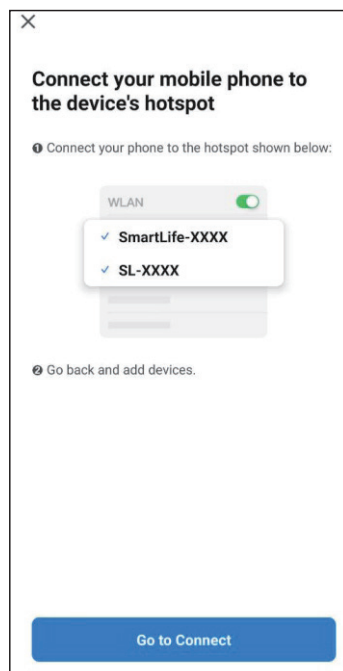 Connect your mobile phone to
the device's hotspot
❶ Connect your phone to the hotspot shown below:
WLAN
✓ SmartLife-XXXX
✓ SL-XXXX
❷ Go back and add devices.
Go to Connect